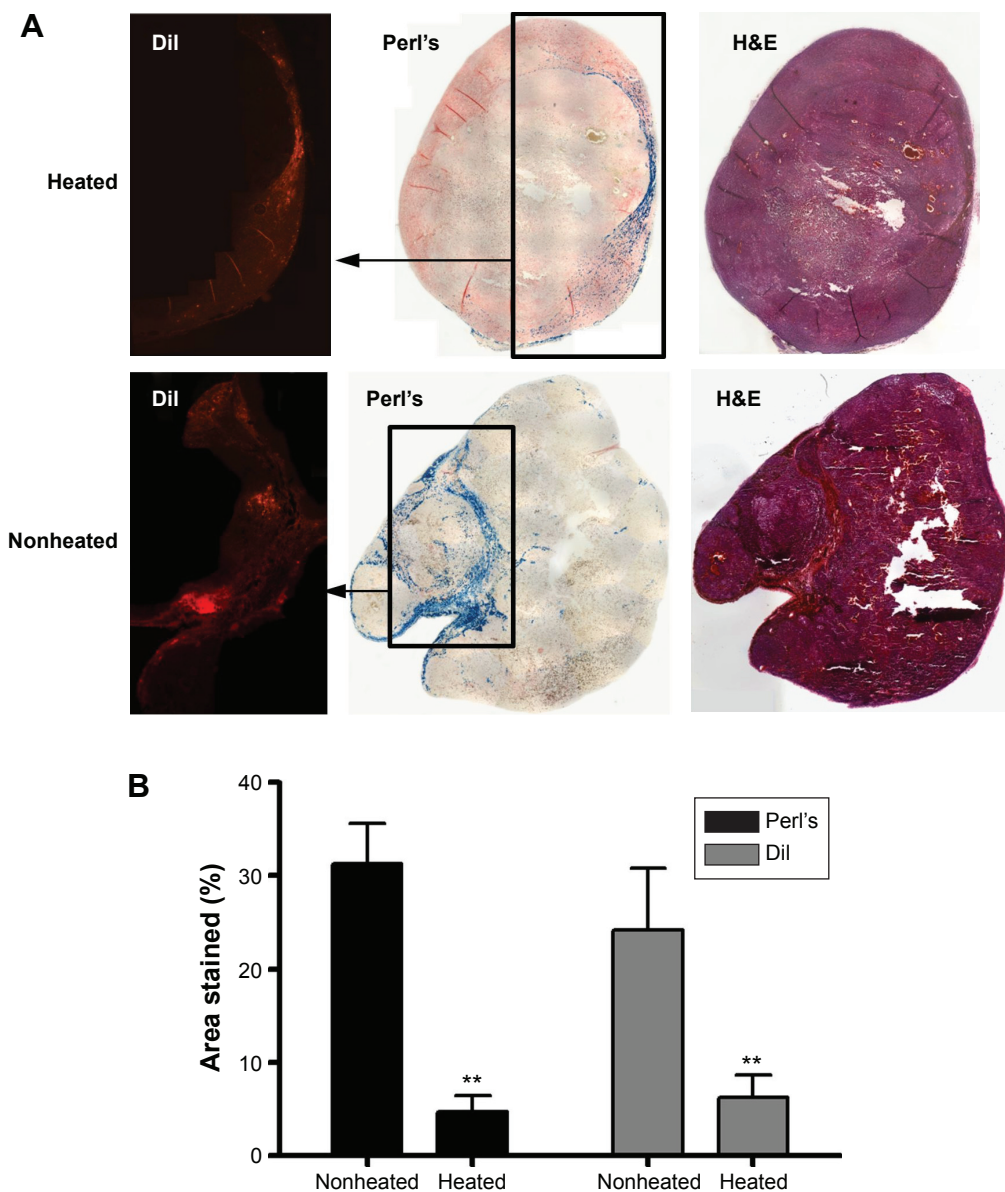 A
DiI
Perl's
H&E
Heated
DiI
Perl's
H&E
Nonheated
B
40
30
20
10
0
Area stained (%)
**
**
Perl's
DiI
Nonheated
Heated
Nonheated
Heated